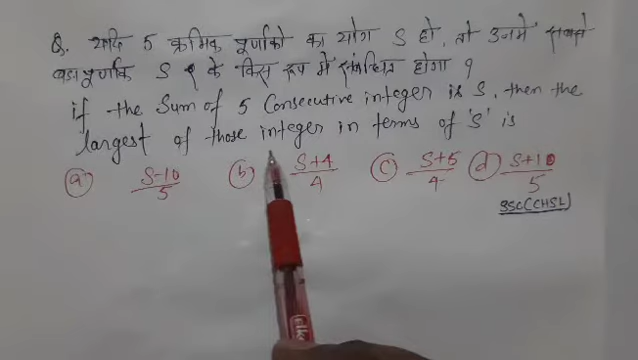 Q. यदि 5 क्रमिक पूर्णांको का योग S हो, तो उनमें सबसे
बडा पूर्णांक S के किस रूप में संबन्धित होगा ?
if the Sum of 5 Consecutive integer is S, then the
largest of those integer in terms of 'S' is
(a) S-10/5 (b) S+4/4 (c) S+5/4 (d) S+10/5
SSC(CHSL)